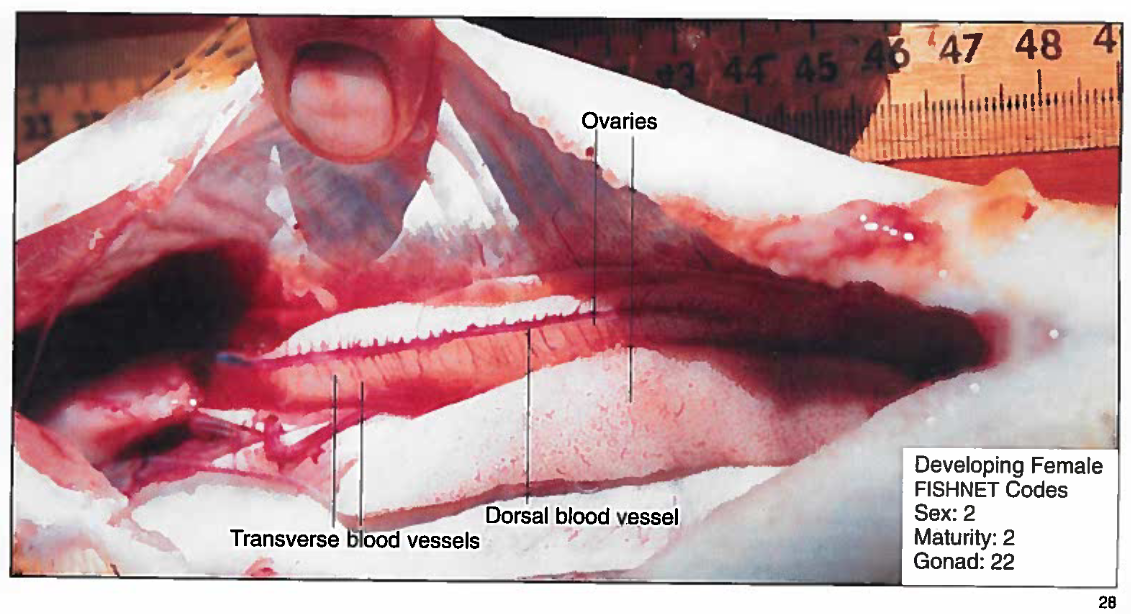 44 45 46 47 48 4
Ovaries
Dorsal blood vessel
Transverse blood vessels
Developing Female
FISHNET Codes
Sex: 2
Maturity: 2
Gonad: 22
28